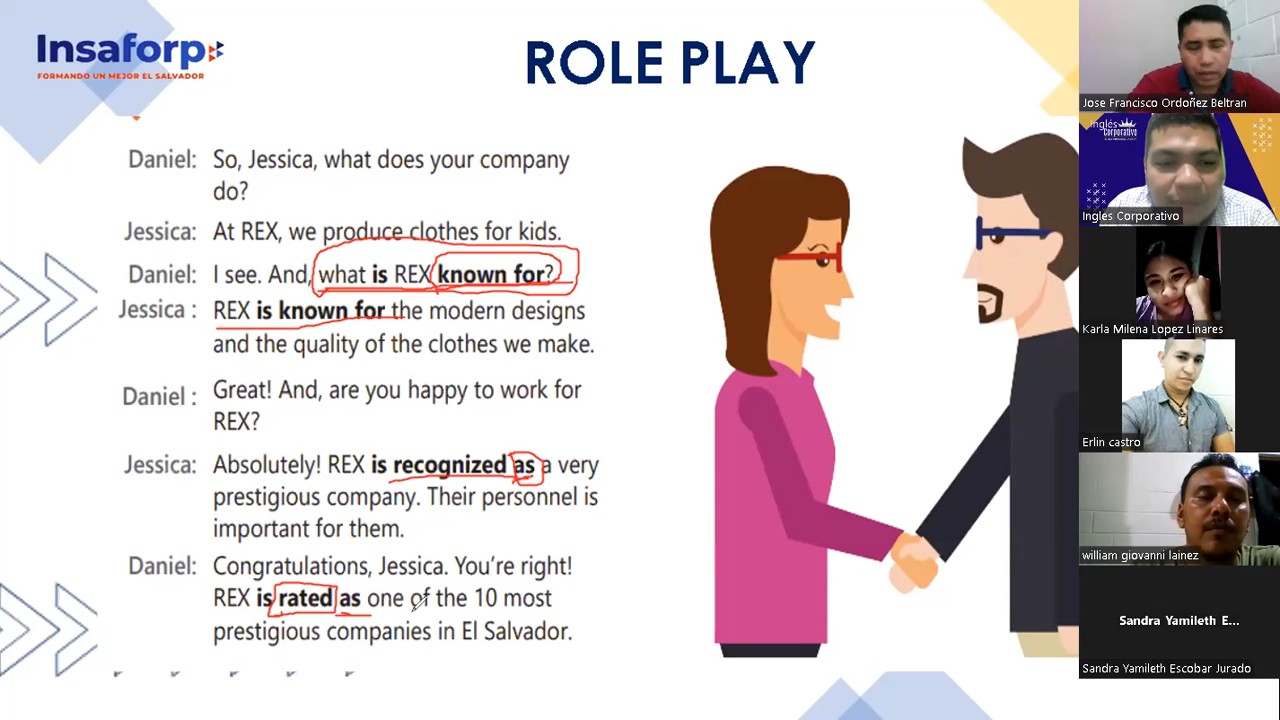 Insaforp
FORMANDO UN MEJOR EL SALVADOR
ROLE PLAY
Daniel: So, Jessica, what does your company
do?
Jessica: At REX, we produce clothes for kids.
Daniel: I see. And, what is REX known for?
Jessica : REX is known for the modern designs
and the quality of the clothes we make.
Daniel : Great! And, are you happy to work for
REX?
Jessica: Absolutely! REX is recognized as a very
prestigious company. Their personnel is
important for them.
Daniel: Congratulations, Jessica. You're right!
REX is rated as one of the 10 most
prestigious companies in El Salvador.
Jose Francisco Ordoñez Beltran
Inglés
Corporativo
Ingles Corporativo
Karla Milena Lopez Linares
Erlin castro
william giovanni lainez
Sandra Yamileth E...
Sandra Yamileth Escobar Jurado